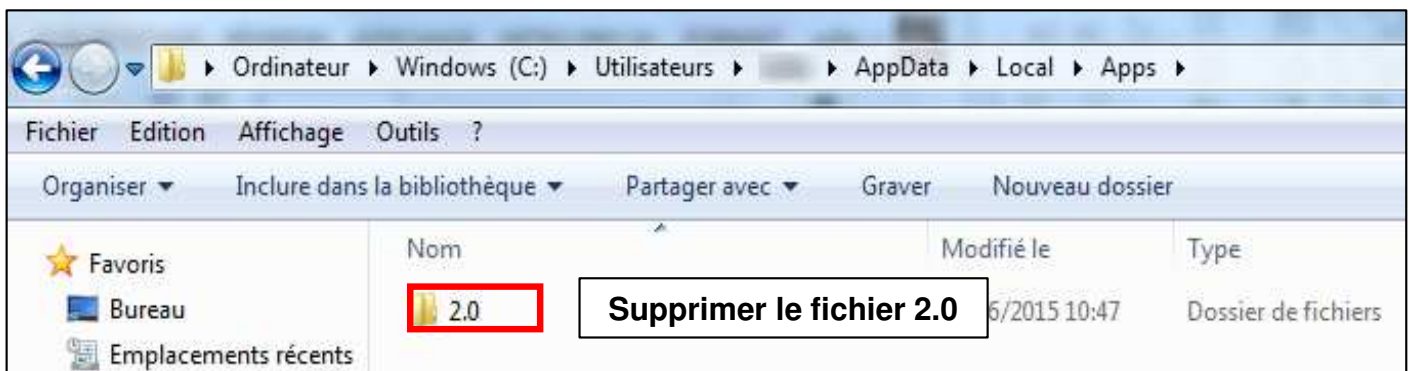 Ordinateur Windows (C:) Utilisateurs AppData Local Apps
Fichier Edition Affichage Outils ?
Organiser Inclure dans la bibliothèque Partager avec Graver Nouveau dossier
Favoris
Bureau
Emplacements récents
Nom Modifié le Type
2.0 Supprimer le fichier 2.0 6/2015 10:47 Dossier de fichiers